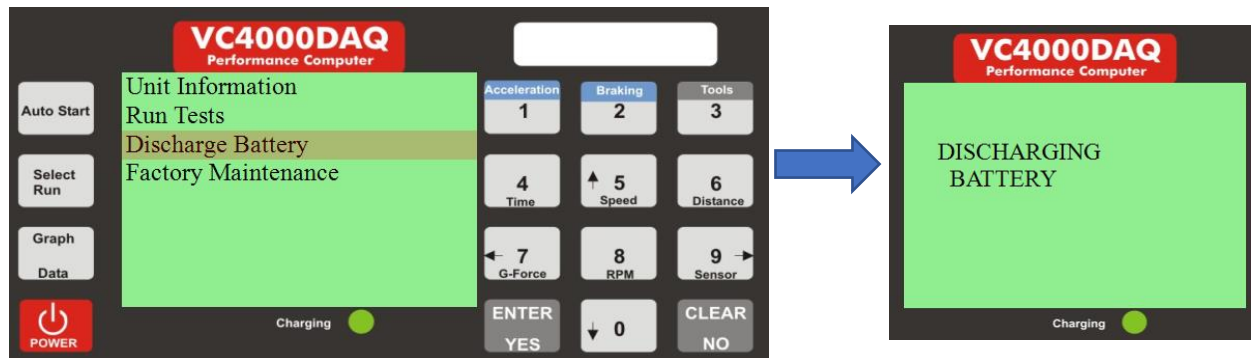 VC4000DAQ
Performance Computer
Unit Information
Run Tests
Discharge Battery
Factory Maintenance
Auto Start
Select
Run
Graph
Data
POWER
Charging
Acceleration
1
Braking
2
Tools
3
4
Time
5
Speed
6
Distance
7
G-Force
8
RPM
9
Sensor
ENTER
YES
0
CLEAR
NO
VC4000DAQ
Performance Computer
DISCHARGING
BATTERY
Charging